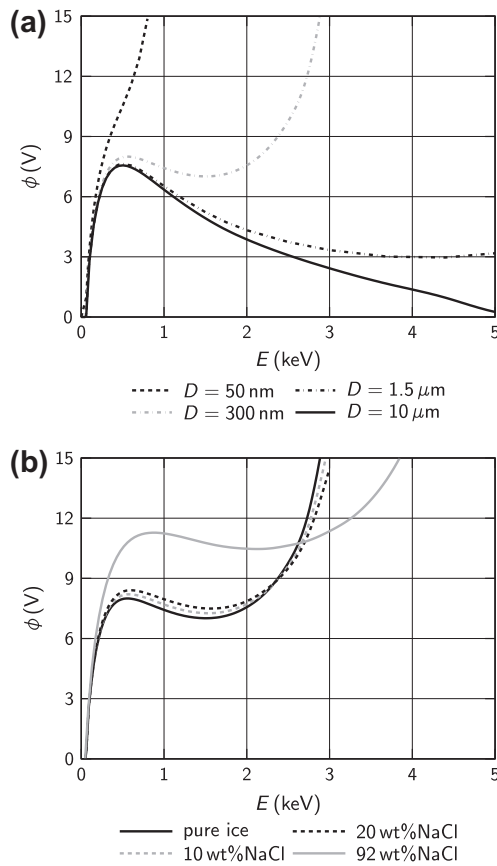 (a)
15
12
9
6
3
0
ϕ (V)
0 1 2 3 4 5
E (keV)
D = 50 nm D = 1.5 μm
D = 300 nm D = 10 μm
(b)
15
12
9
6
3
0
ϕ (V)
0 1 2 3 4 5
E (keV)
pure ice 20 wt%NaCl
10 wt%NaCl 92 wt%NaCl